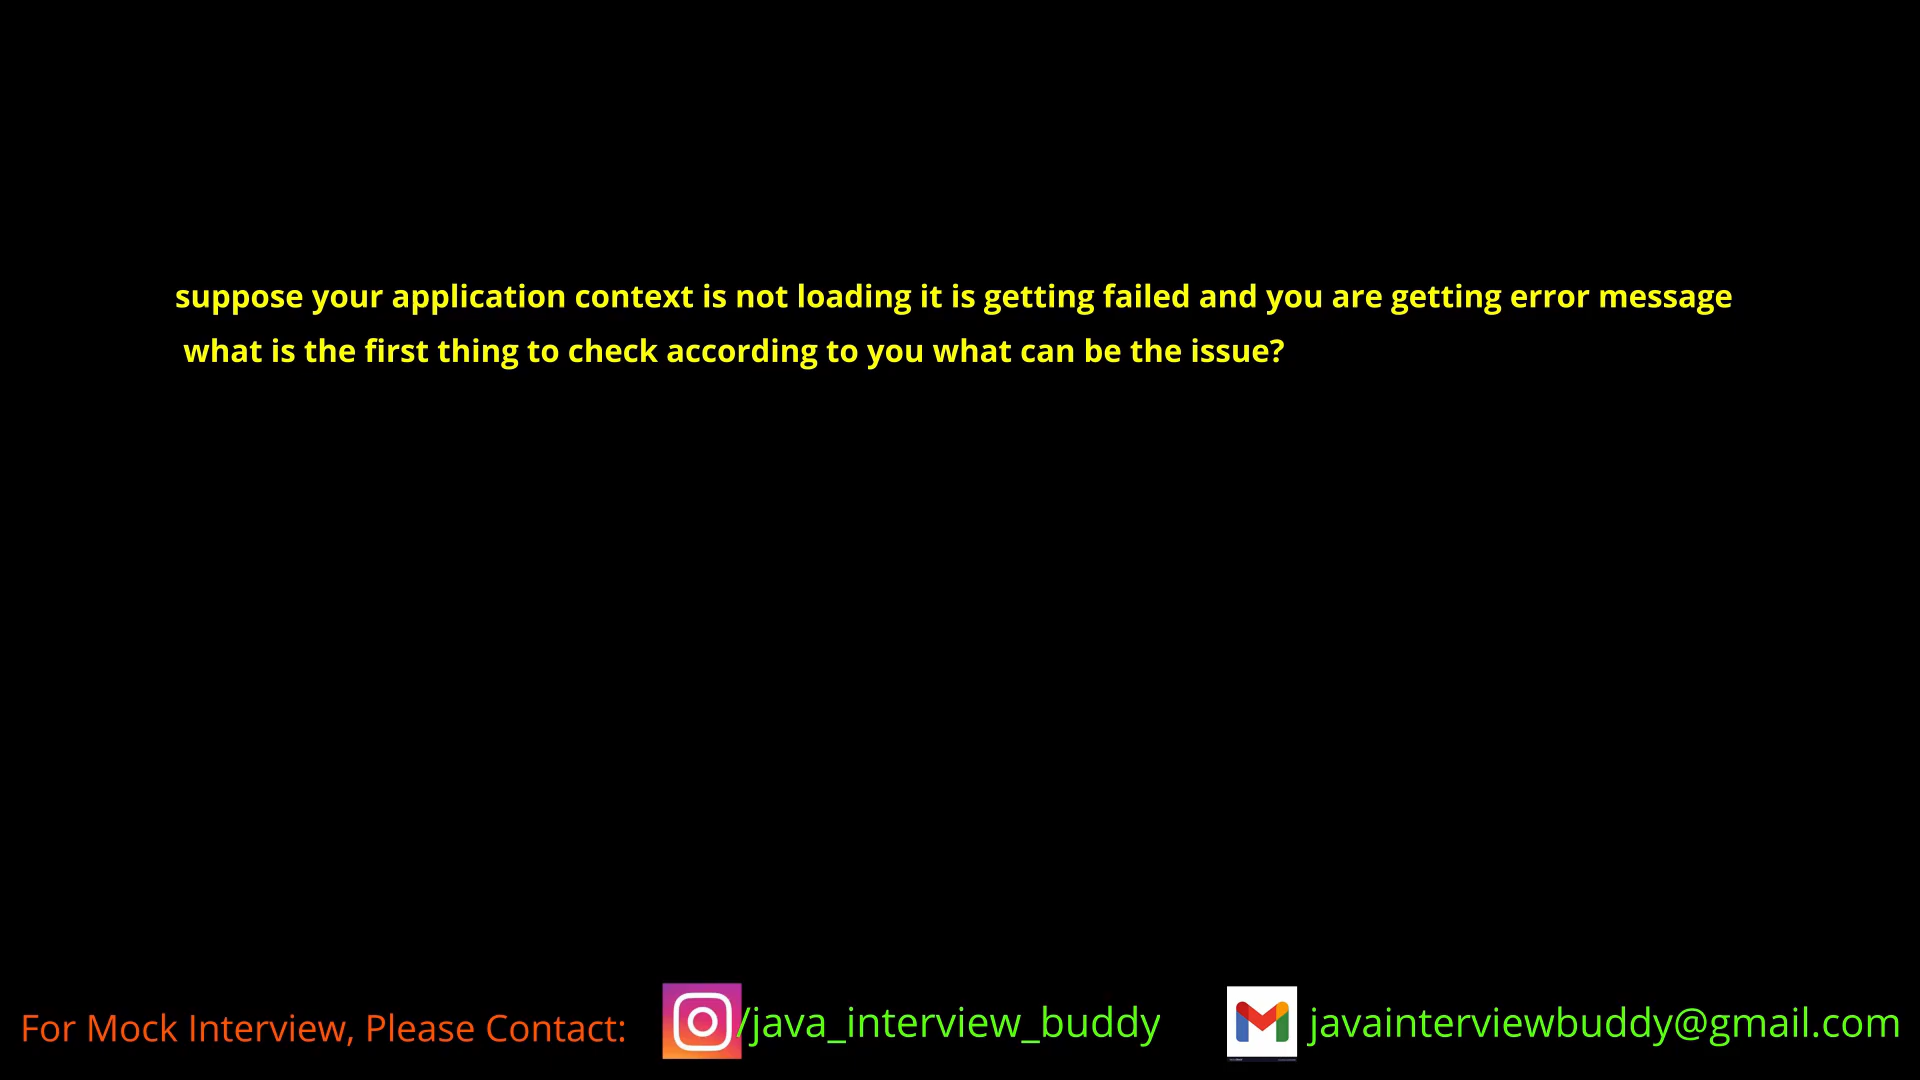 suppose your application context is not loading it is getting failed and you are getting error message
what is the first thing to check according to you what can be the issue?
For Mock Interview, Please Contact: /java_interview_buddy javainterviewbuddy@gmail.com